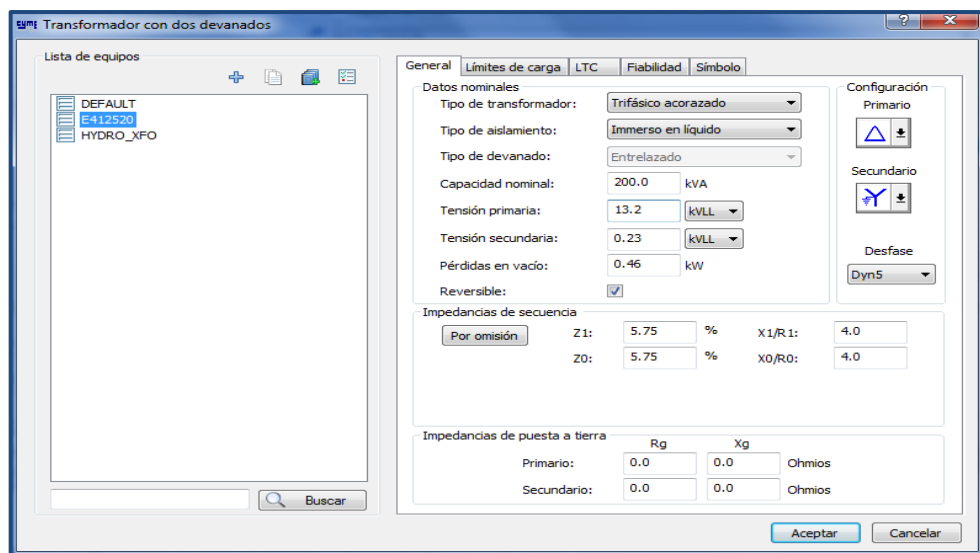 CYME Transformador con dos devanados
?
X
Lista de equipos
DEFAULT
E412520
HYDRO_XFO
Buscar
General Límites de carga LTC Fiabilidad Símbolo
Datos nominales
Tipo de transformador: Trifásico acorazado
Tipo de aislamiento: Immerso en líquido
Tipo de devanado: Entrelazado
Capacidad nominal: 200.0 kVA
Tensión primaria: 13.2 kVLL
Tensión secundaria: 0.23 kVLL
Pérdidas en vacío: 0.46 kW
Reversible:
Configuración
Primario
Secundario
Desfase
Dyn5
Impedancias de secuencia
Por omisión Z1: 5.75 % X1/R1: 4.0
Z0: 5.75 % X0/R0: 4.0
Impedancias de puesta a tierra
Rg Xg
Primario: 0.0 0.0 Ohmios
Secundario: 0.0 0.0 Ohmios
Aceptar Cancelar